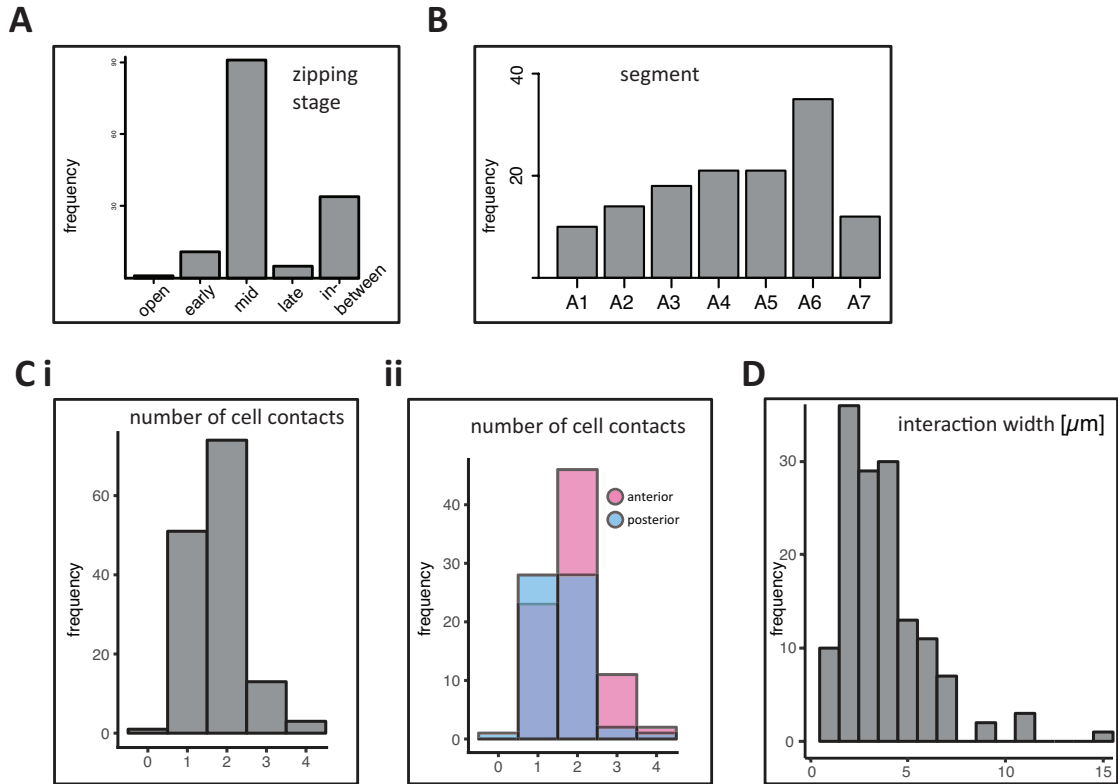 A
zipping
stage
frequency
90
60
30
open
early
mid
late
in-
between
B
segment
frequency
40
20
A1 A2 A3 A4 A5 A6 A7
C i
number of cell contacts
frequency
60
40
20
0
0 1 2 3 4
ii
number of cell contacts
anterior
posterior
frequency
40
30
20
10
0
0 1 2 3 4
D
interaction width [µm]
frequency
30
20
10
0
0 5 10 15